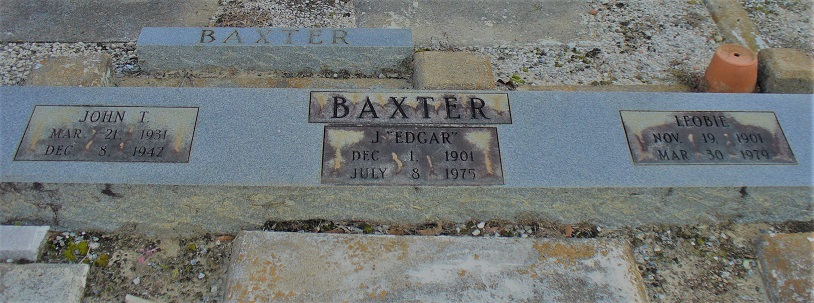 BAXTER
BAXTER
JOHN T.
MAR. 21, 1931
DEC. 8, 1942
J. "EDGAR"
DEC. 1, 1901
JULY 8 1975
LEOBIE
NOV. 19, 1901
MAR 30 1979